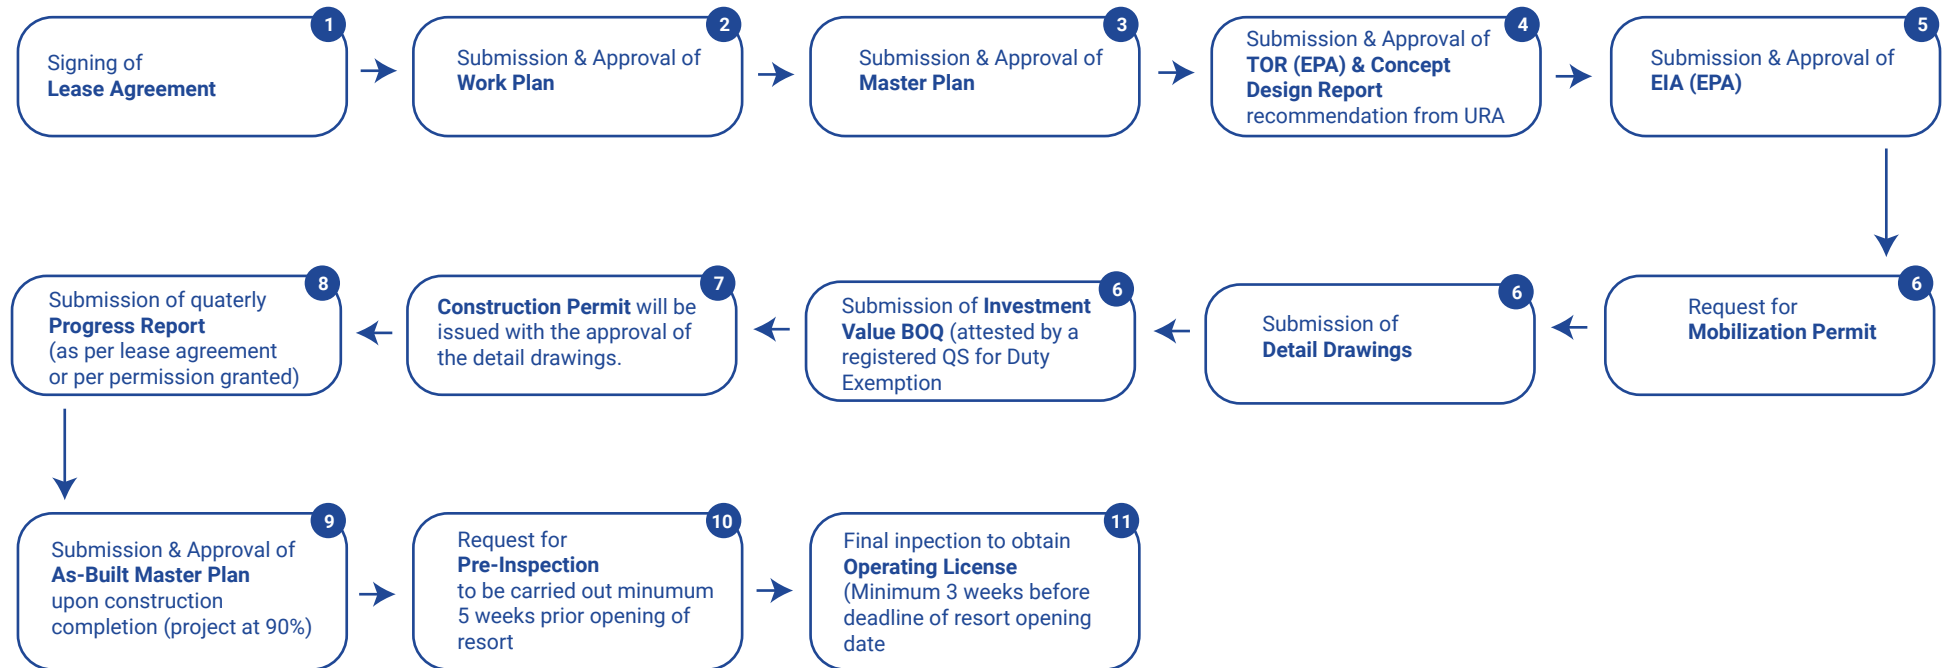 1
Signing of
Lease Agreement
2
Submission & Approval of
Work Plan
3
Submission & Approval of
Master Plan
4
Submission & Approval of
TOR (EPA) & Concept
Design Report
recommendation from URA
5
Submission & Approval of
EIA (EPA)
6
Request for
Mobilization Permit
6
Submission of
Detail Drawings
6
Submission of Investment
Value BOQ (attested by a
registered QS for Duty
Exemption
7
Construction Permit will be
issued with the approval of
the detail drawings.
8
Submission of quaterly
Progress Report
(as per lease agreement
or per permission granted)
9
Submission & Approval of
As-Built Master Plan
upon construction
completion (project at 90%)
10
Request for
Pre-Inspection
to be carried out minumum
5 weeks prior opening of
resort
11
Final inpection to obtain
Operating License
(Minimum 3 weeks before
deadline of resort opening
date